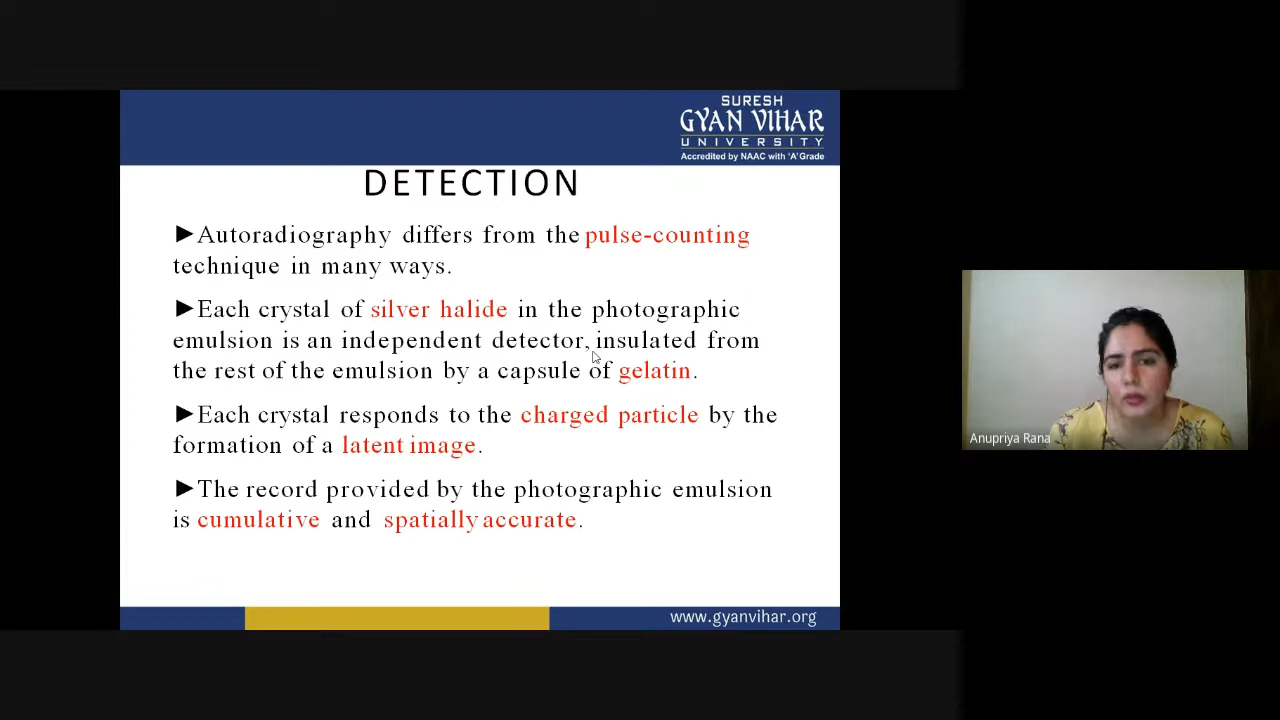 SURESH
GYAN VIHAR
UNIVERSITY
Accredited by NAAC with 'A' Grade
DETECTION
►Autoradiography differs from the pulse-counting
technique in many ways.
►Each crystal of silver halide in the photographic
emulsion is an independent detector, insulated from
the rest of the emulsion by a capsule of gelatin.
►Each crystal responds to the charged particle by the
formation of a latent image.
►The record provided by the photographic emulsion
is cumulative and spatially accurate.
www.gyanvihar.org
Anupriya Rana